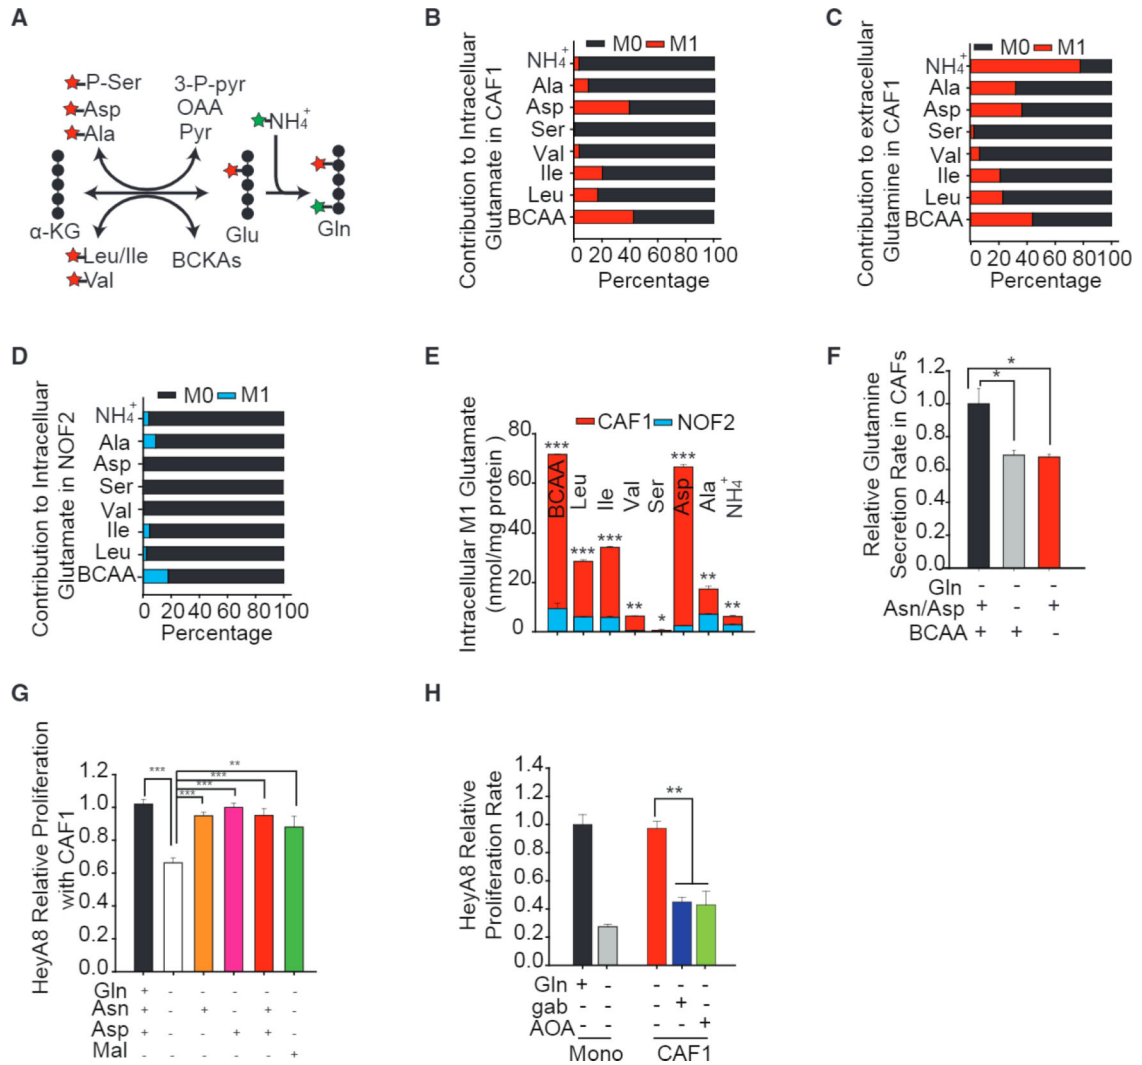 A
P-Ser
Asp
Ala
3-P-pyr
OAA
Pyr
NH4+
α-KG
Glu
Gln
Leu/Ile
Val
BCKAs
B
Contribution to Intracelluar
Glutamate in CAF1
M0 M1
NH4+
Ala
Asp
Ser
Val
Ile
Leu
BCAA
0 20 40 60 80 100
Percentage
C
Contribution to extracellular
Glutamine in CAF1
M0 M1
NH4+
Ala
Asp
Ser
Val
Ile
Leu
BCAA
0 20 40 60 80100
Percentage
D
Contribution to Intracelluar
Glutamate in NOF2
M0 M1
NH4+
Ala
Asp
Ser
Val
Ile
Leu
BCAA
0 20 40 60 80 100
Percentage
E
Intracellular M1 Glutamate
(nmol/mg protein )
CAF1 NOF2
80
60
40
20
0
*** *** *** ** * *** ** **
BCAA Leu Ile Val Ser Asp Ala NH4+
F
Relative Glutamine
Secretion Rate in CAFs
1.2
1.0
0.8
0.6
0.4
0.2
0.0
*
*
Gln - - -
Asn/Asp + - +
BCAA + + -
G
HeyA8 Relative Proliferation
with CAF1
1.2
1.0
0.8
0.6
0.4
0.2
0.0
**
***
***
***
***
Gln + - - - - -
Asn + - + - + -
Asp + - - + + -
Mal - - - - - +
H
HeyA8 Relative
Proliferation Rate
1.4
1.2
1.0
0.8
0.6
0.4
0.2
0.0
**
Gln + - - - -
gab - - - + -
AOA - - - - +
Mono CAF1